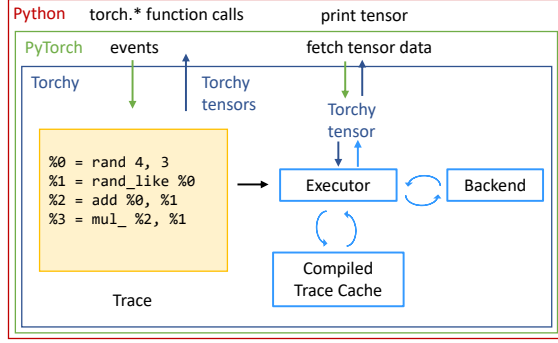 Python torch.* function calls print tensor
PyTorch events fetch tensor data
Torchy
Torchy
tensors
Torchy
tensor
%0 = rand 4, 3
%1 = rand_like %0
%2 = add %0, %1
%3 = mul_ %2, %1
Executor
Backend
Compiled
Trace Cache
Trace